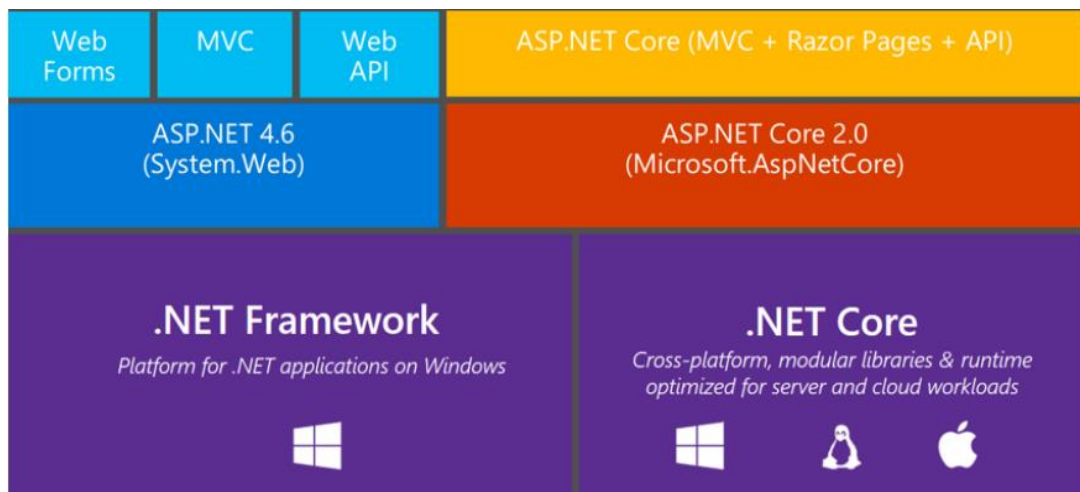 Web
Forms
MVC
Web
API
ASP.NET Core (MVC + Razor Pages + API)
ASP.NET 4.6
(System.Web)
ASP.NET Core 2.0
(Microsoft.AspNetCore)
.NET Framework
Platform for .NET applications on Windows
.NET Core
Cross-platform, modular libraries & runtime
optimized for server and cloud workloads